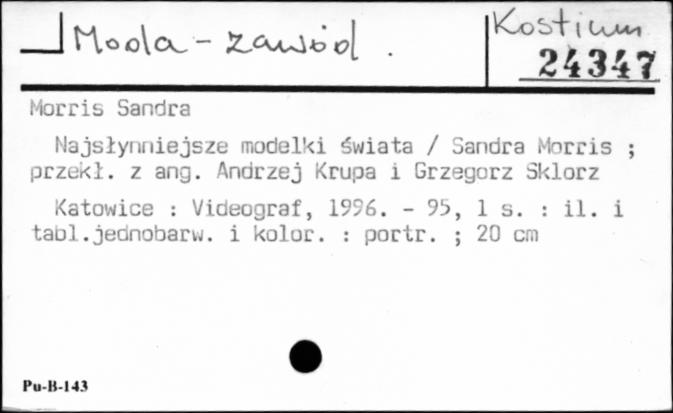 Moda - zawód.
Kostium
24347
Morris Sandra
Najsłynniejsze modelki świata / Sandra Morris ;
przekł. z ang. Andrzej Krupa i Grzegorz Sklorz
Katowice : Videograf, 1996. - 95, 1 s. : il. i
tabl.jednobarw. i kolor. : portr. ; 20 cm
Pu-B-143